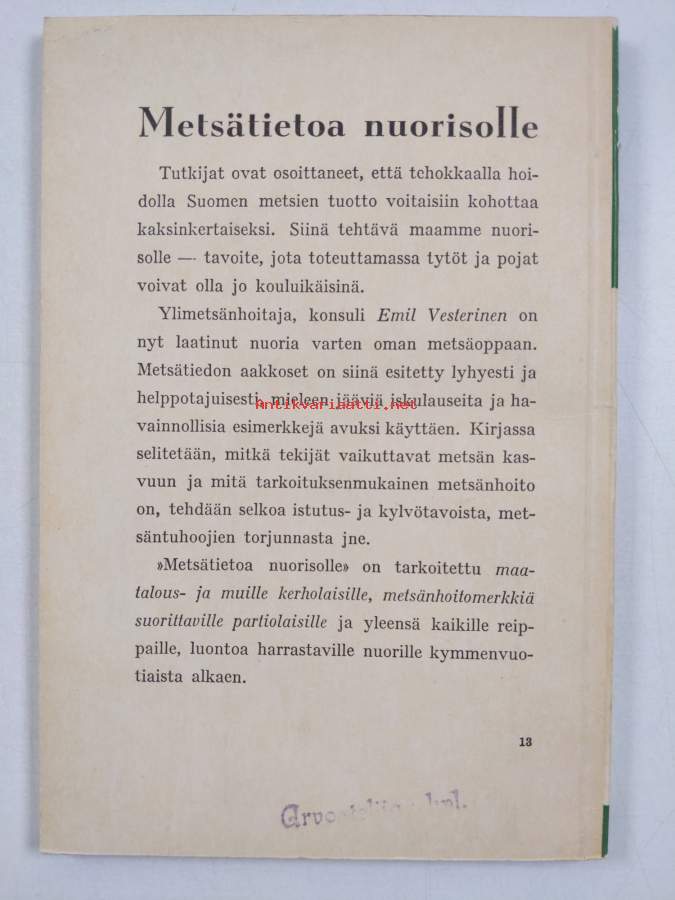 Metsätietoa nuorisolle
Tutkijat ovat osoittaneet, että tehokkaalla hoi-
dolla Suomen metsien tuotto voitaisiin kohottaa
kaksinkertaiseksi. Siinä tehtävä maamme nuori-
solle — tavoite, jota toteuttamassa tytöt ja pojat
voivat olla jo kouluikäisinä.
Ylimetsänhoitaja, konsuli Emil Vesterinen on
nyt laatinut nuoria varten oman metsäoppaan.
Metsätiedon aakkoset on siinä esitetty lyhyesti ja
helppotajuisesti, mieleen jääviä iskulauseita ja ha-
Antikvariaatti.net
vainnollisia esimerkkejä avuksi käyttäen. Kirjassa
selitetään, mitkä tekijät vaikuttavat metsän kas-
vuun ja mitä tarkoituksenmukainen metsänhoito
on, tehdään selkoa istutus- ja kylvötavoista, met-
säntuhoojien torjunnasta jne.
»Metsätietoa nuorisolle» on tarkoitettu maa-
talous- ja muille kerholaisille, metsänhoitomerkkiä
suorittaville partiolaisille ja yleensä kaikille reip-
paille, luontoa harrastaville nuorille kymmenvuo-
tiaista alkaen.
13